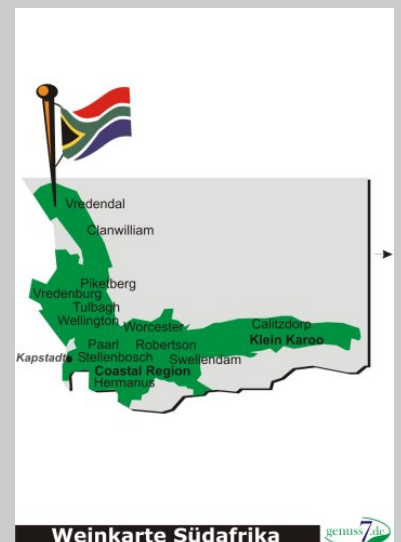 Vredendal
Clanwilliam
Piketberg
Vredenburg
Tulbagh
Wellington
Worcester
Calitzdorp
Paarl
Robertson
Klein Karoo
Kapstadt
Stellenbosch
Swellendam
Coastal Region
Hermanus
Weinkarte Südafrika
genuss7.de